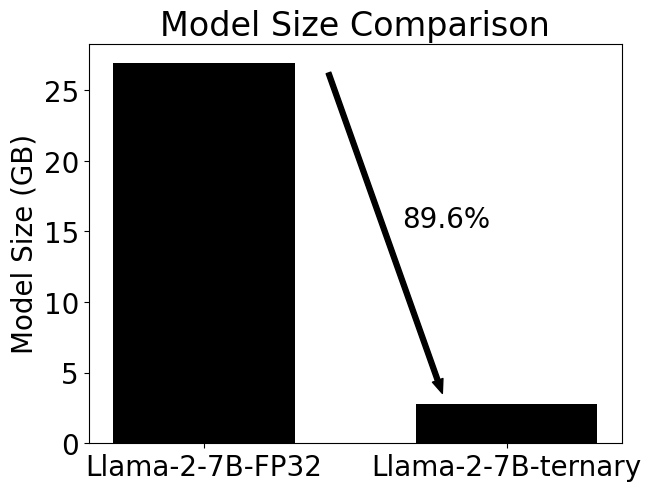 Model Size Comparison
Model Size (GB)
25
20
15
10
5
0
89.6%
Llama-2-7B-FP32
Llama-2-7B-ternary